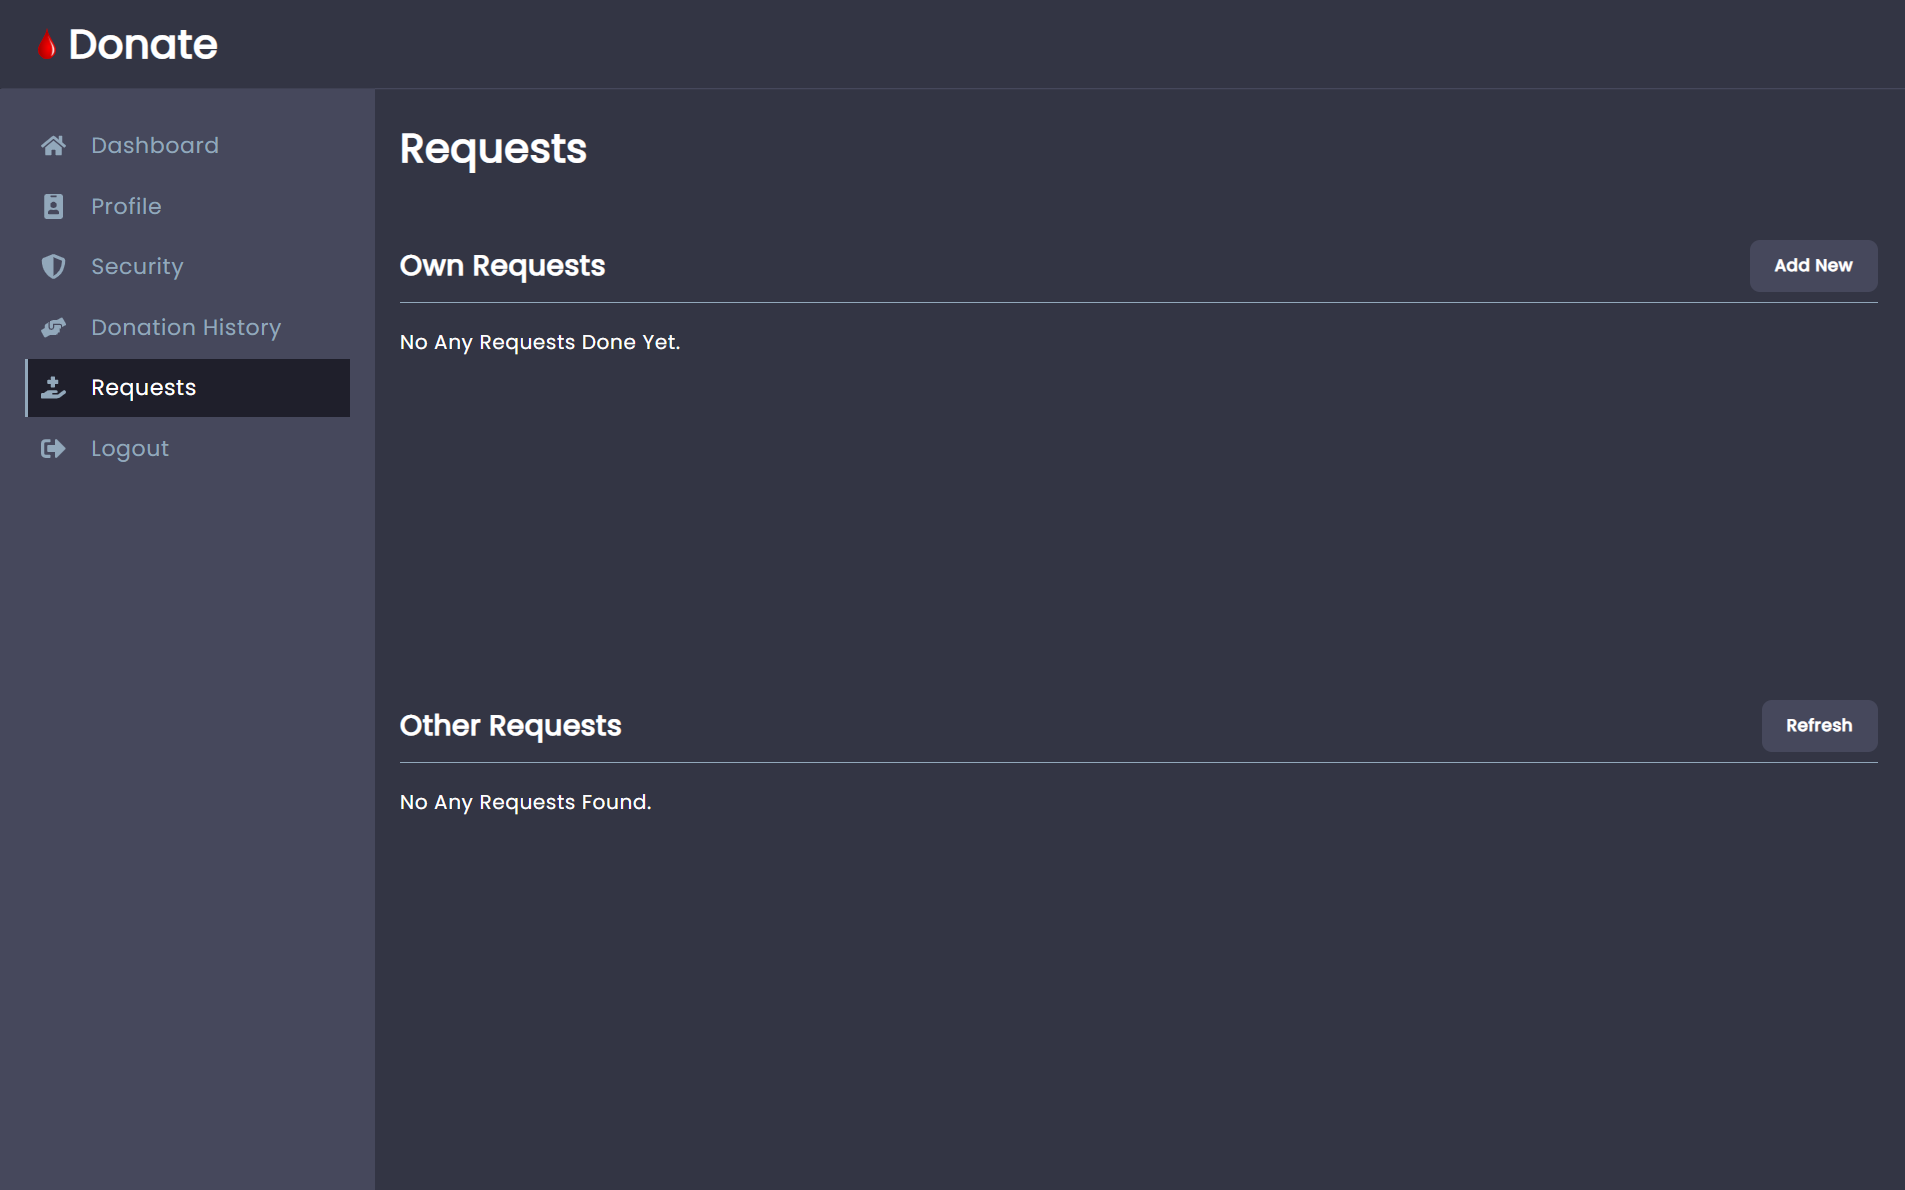 Donate
Dashboard
Profile
Security
Donation History
Requests
Logout
Requests
Own Requests
Add New
No Any Requests Done Yet.
Other Requests
Refresh
No Any Requests Found.